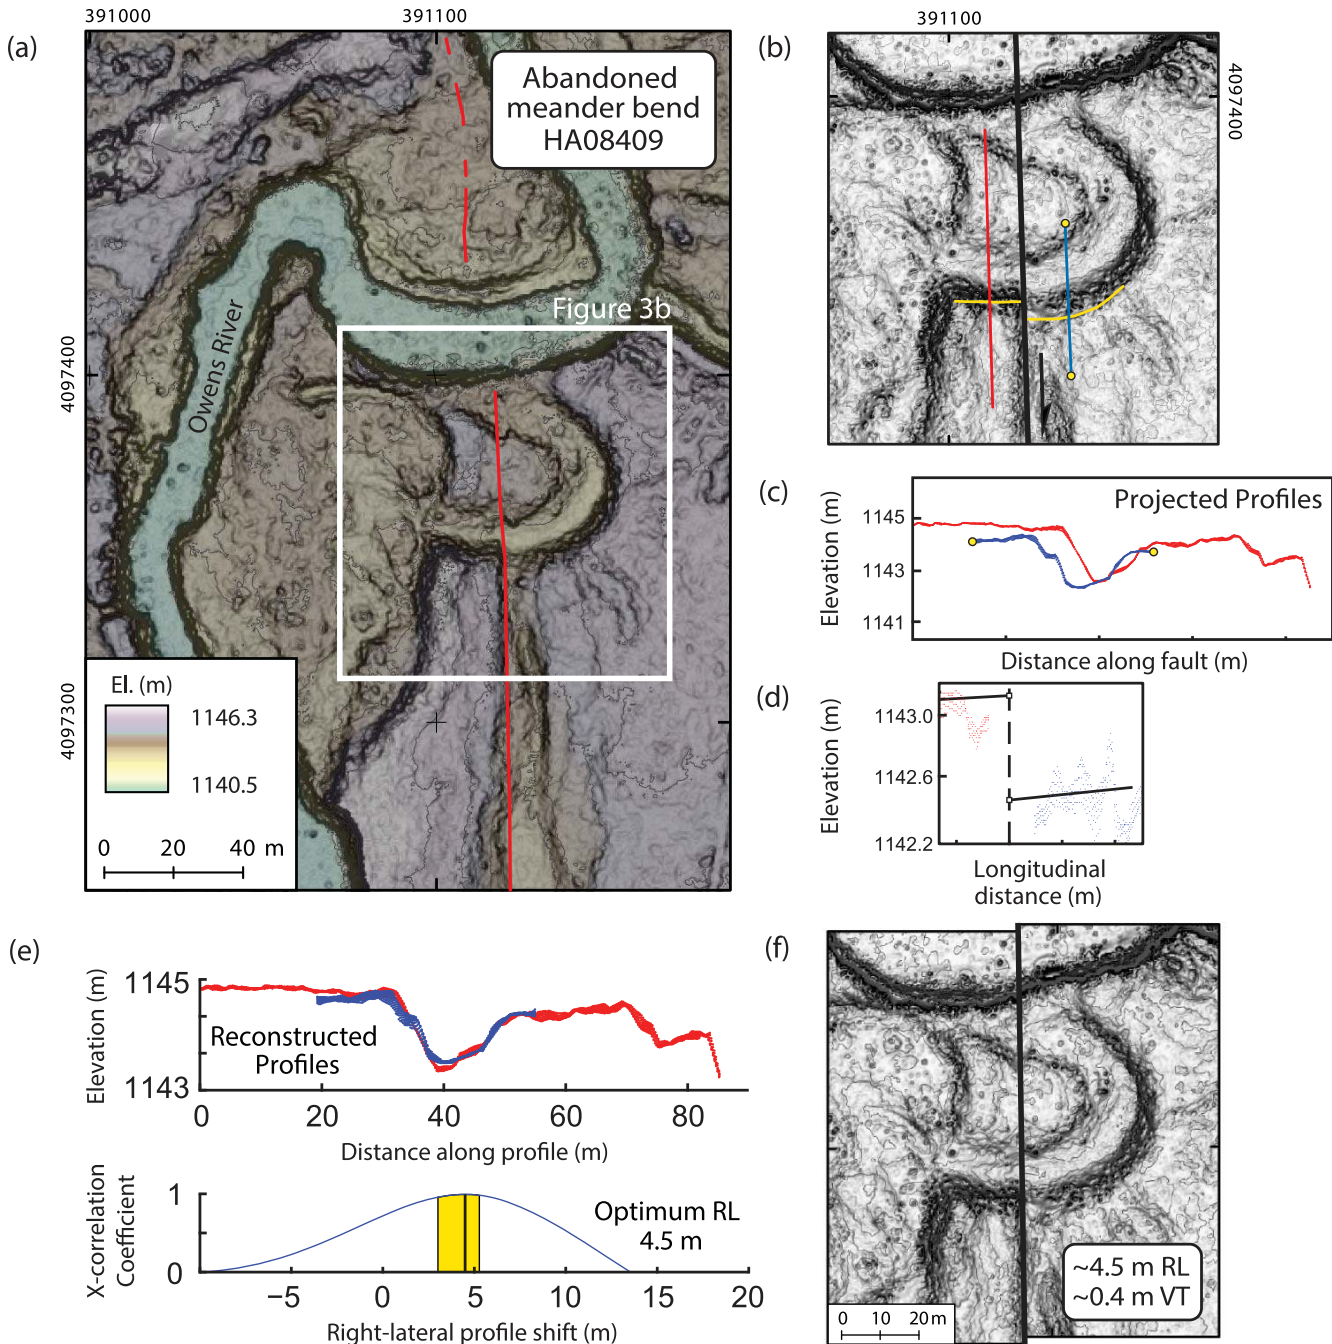 (a)
391000
391100
Abandoned
meander bend
HA08409
Figure 3b
Owens River
4097400
4097300
El. (m)
1146.3
1140.5
0 20 40 m
(b)
391100
4097400
(c)
Projected Profiles
Elevation (m)
1145
1143
1141
Distance along fault (m)
(d)
Elevation (m)
1143.0
1142.6
1142.2
Longitudinal
distance (m)
(e)
Elevation (m)
1145
1143
Reconstructed
Profiles
0 20 40 60 80
Distance along profile (m)
X-correlation
Coefficient
1
0
Optimum RL
4.5 m
−5 0 5 10 15 20
Right-lateral profile shift (m)
(f)
~4.5 m RL
~0.4 m VT
0 10 20 m